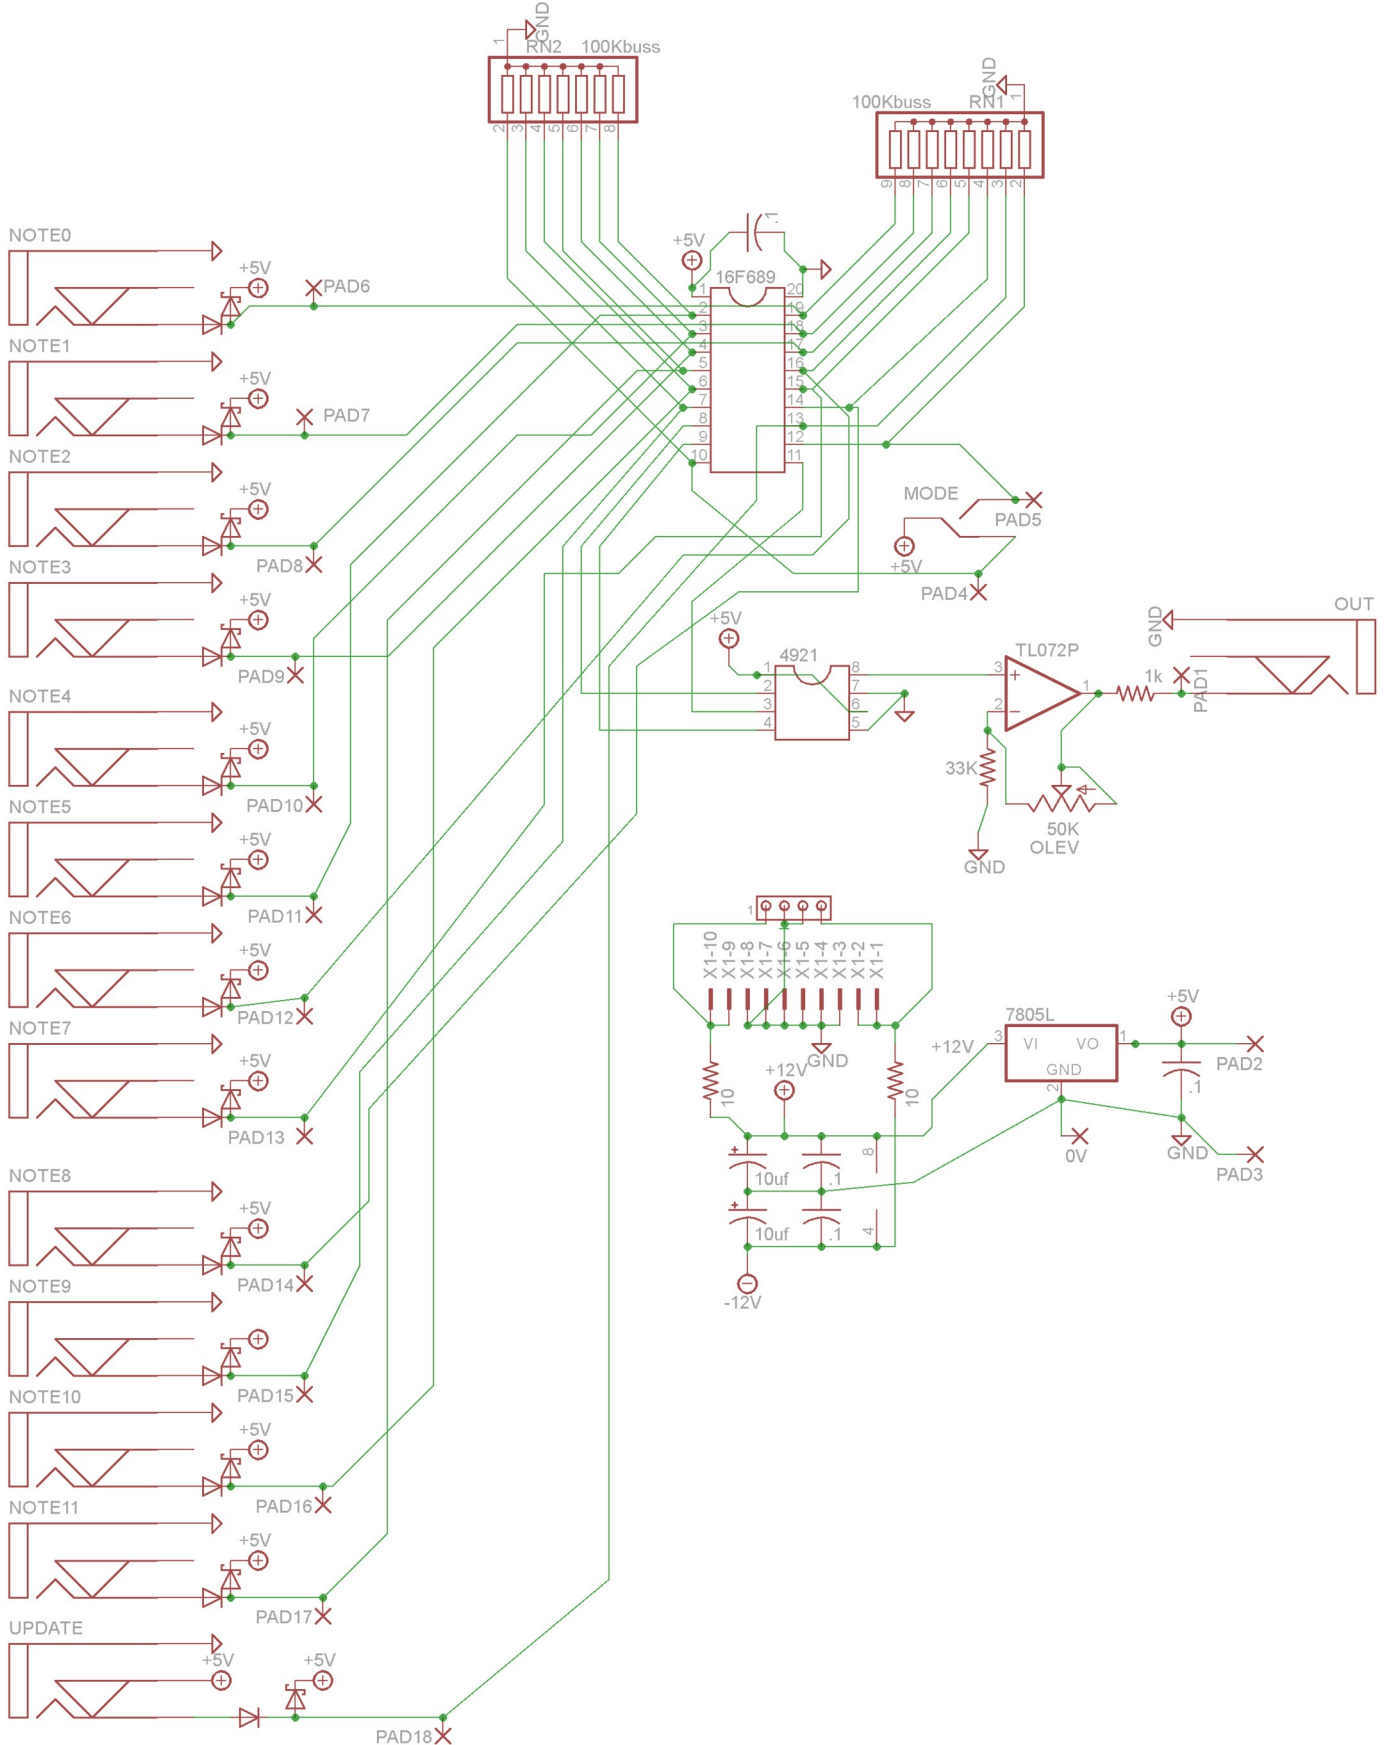 GND
1
RN2 100Kbuss
2 3 4 5 6 7 8
GND
1
100Kbuss RN1
9 8 7 6 5 4 3 2
.1
+5V
16F689
1 20
2 19
3 18
4 17
5 16
6 15
7 14
8 13
9 12
10 11
NOTE0
+5V
PAD6
NOTE1
+5V
PAD7
NOTE2
+5V
PAD8
NOTE3
+5V
PAD9
NOTE4
+5V
PAD10
NOTE5
+5V
PAD11
NOTE6
+5V
PAD12
NOTE7
+5V
PAD13
NOTE8
+5V
PAD14
NOTE9
+5V
PAD15
NOTE10
+5V
PAD16
NOTE11
+5V
PAD17
UPDATE
+5V
+5V
PAD18
MODE
PAD5
+5V
PAD4
+5V
4921
1 8
2 7
3 6
4 5
TL072P
3
2
1
1k
PAD1
GND
OUT
33K
50K
OLEV
GND
1
X1-10
X1-9
X1-8
X1-7
X1-6
X1-5
X1-4
X1-3
X1-2
X1-1
GND
10
+12V
10
10uf
.1
8
10uf
.1
4
-12V
+12V
7805L
3
VI VO
GND
1
2
+5V
PAD2
.1
0V
GND
PAD3